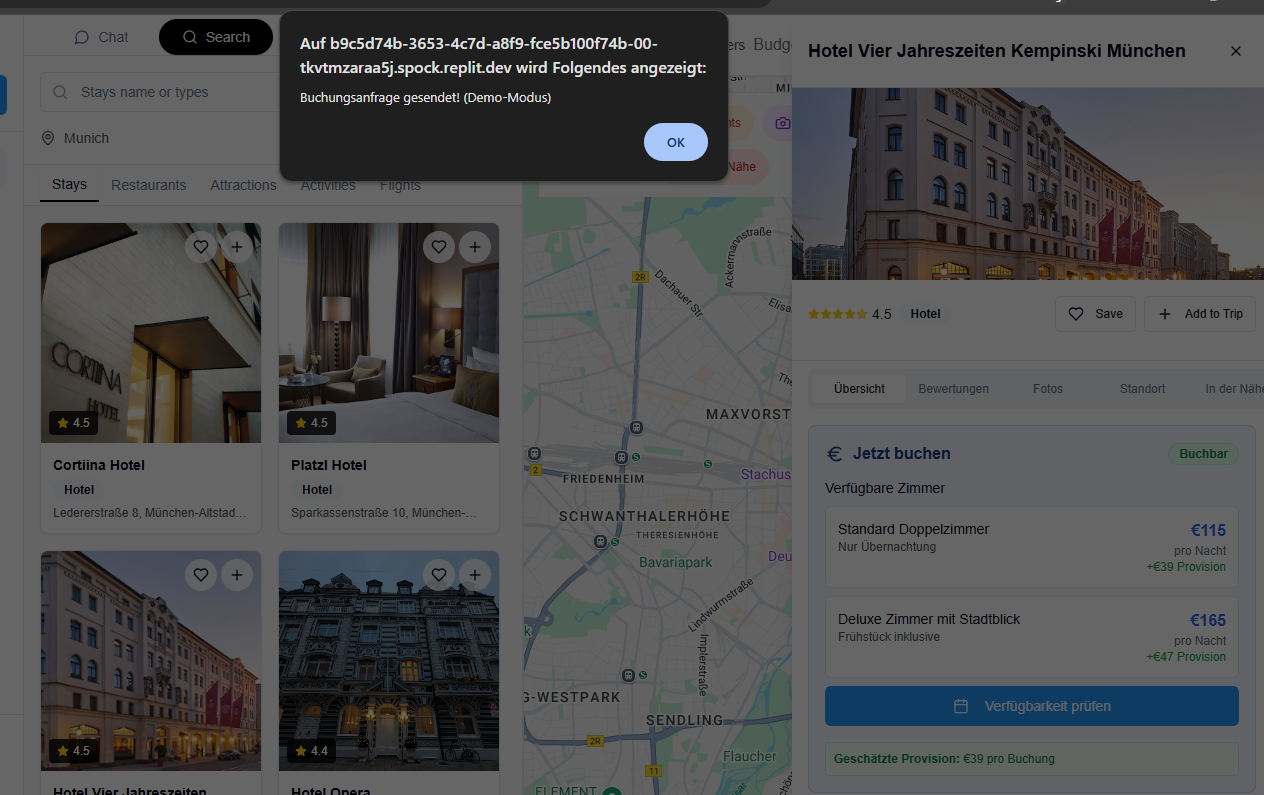 Chat
Search
Auf b9c5d74b-3653-4c7d-a8f9-fce5b100f74b-00-
tkvtmzaraa5j.spock.replit.dev wird Folgendes angezeigt:
Buchungsanfrage gesendet! (Demo-Modus)
OK
Stays name or types
Munich
Stays
Restaurants
Attractions
Activities
Flights
4.5
Cortiina Hotel
Hotel
Ledererstraße 8, München-Altstad...
4.5
Platzl Hotel
Hotel
Sparkassenstraße 10, München-...
4.5
Hotel Vier Jahreszeiten
4.4
Hotel Opera
CORTIINA
HOTEL
ers Budge
nts
Nähe
MI
2R
Ackermannstraße
Dachauer Str.
Elisa
The
MAXVORST
S
S
2
Stachus
FRIEDENHEIM
SCHWANTHALERHÖHE
THERESIENHÖHE
S
Deu
Bavariapark
Lindwurmstraße
k
Implerstraße
S
G-WESTPARK
SENDLING
2R
Flaucher
11
ELEMENT
Hotel Vier Jahreszeiten Kempinski München
4.5
Hotel
Save
Add to Trip
Übersicht
Bewertungen
Fotos
Standort
In der Nähe
Jetzt buchen
Buchbar
Verfügbare Zimmer
Standard Doppelzimmer
€115
Nur Übernachtung
pro Nacht
+€39 Provision
Deluxe Zimmer mit Stadtblick
€165
Frühstück inklusive
pro Nacht
+€47 Provision
Verfügbarkeit prüfen
Geschätzte Provision: €39 pro Buchung